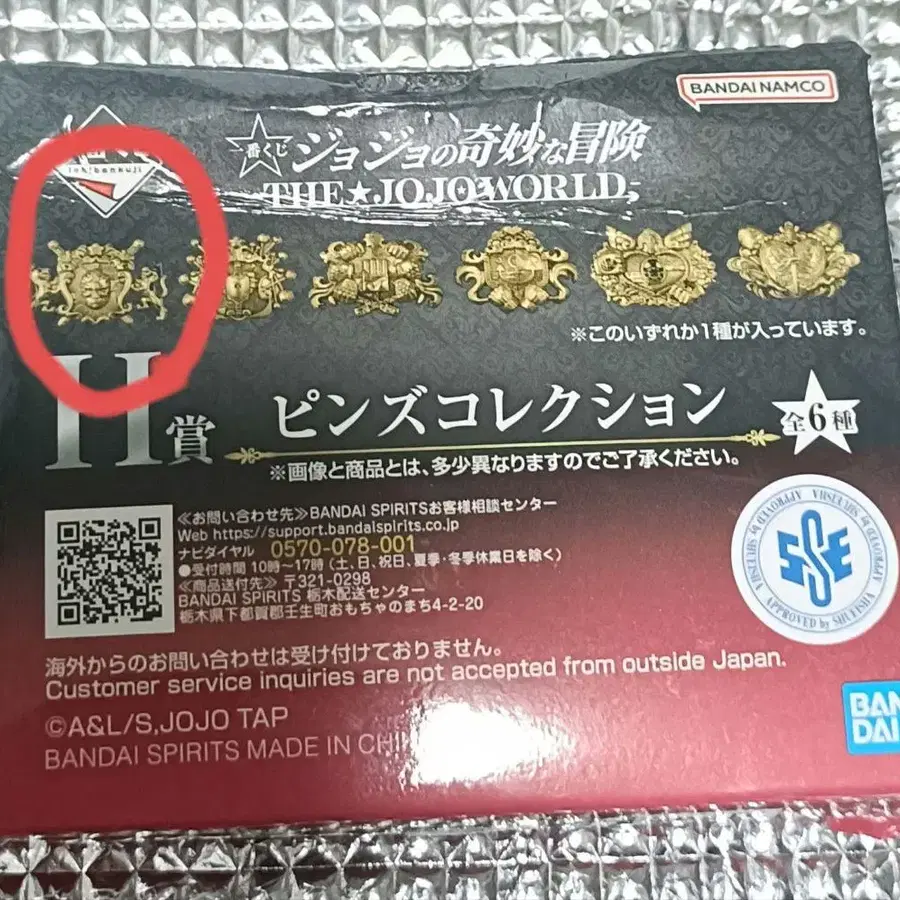 BANDAI NAMCO
ichibankuji
一番くじ ジョジョの奇妙な冒険
THE★JOJO WORLD
※このいずれか1種が入っています。
H賞 ピンズコレクション 全6種
※画像と商品とは、多少異なりますのでご了承ください。
≪お問い合わせ先≫BANDAI SPIRITSお客様相談センター
Web https://support.bandaispirits.co.jp
ナビダイヤル 0570-078-001
●受付時間 10時～17時(土、日、祝日、夏季・冬季休業日を除く)
≪商品送付先≫ 〒321-0298
BANDAI SPIRITS 栃木配送センター
栃木県下都賀郡壬生町おもちゃのまち4-2-20
SSE
APPROVED by SHUEISHA
海外からのお問い合わせは受け付けておりません。
Customer service inquiries are not accepted from outside Japan.
©A&L/S,JOJO TAP
BANDAI SPIRITS MADE IN
BAN
DAI